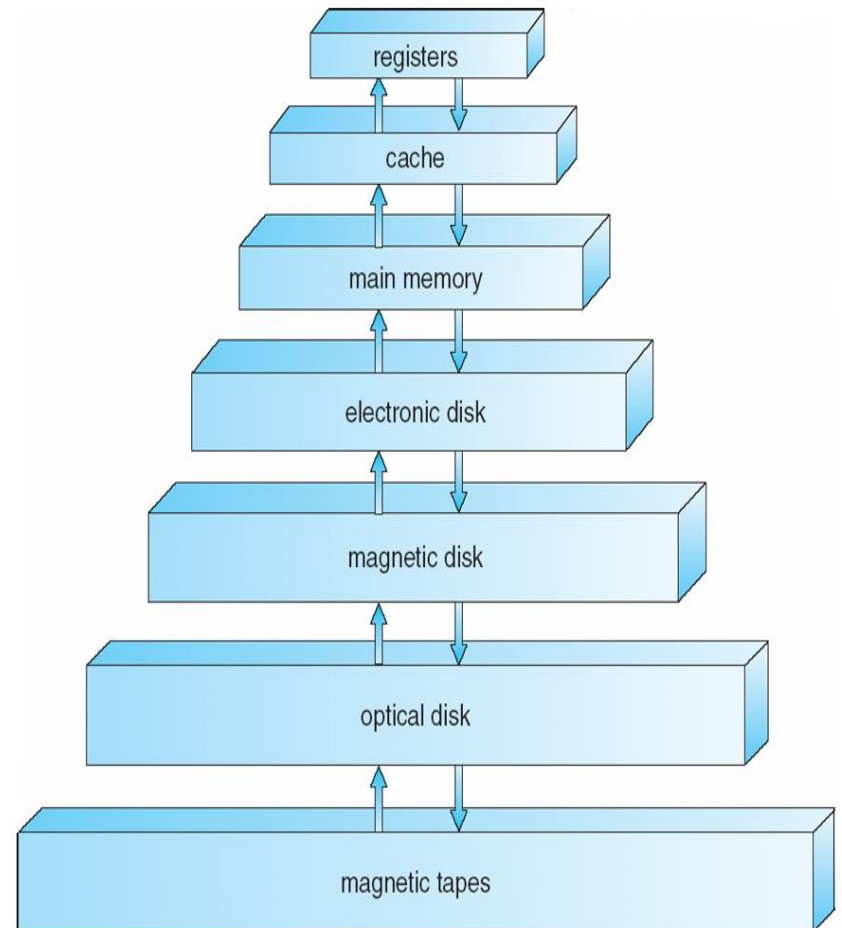 registers
cache
main memory
electronic disk
magnetic disk
optical disk
magnetic tapes